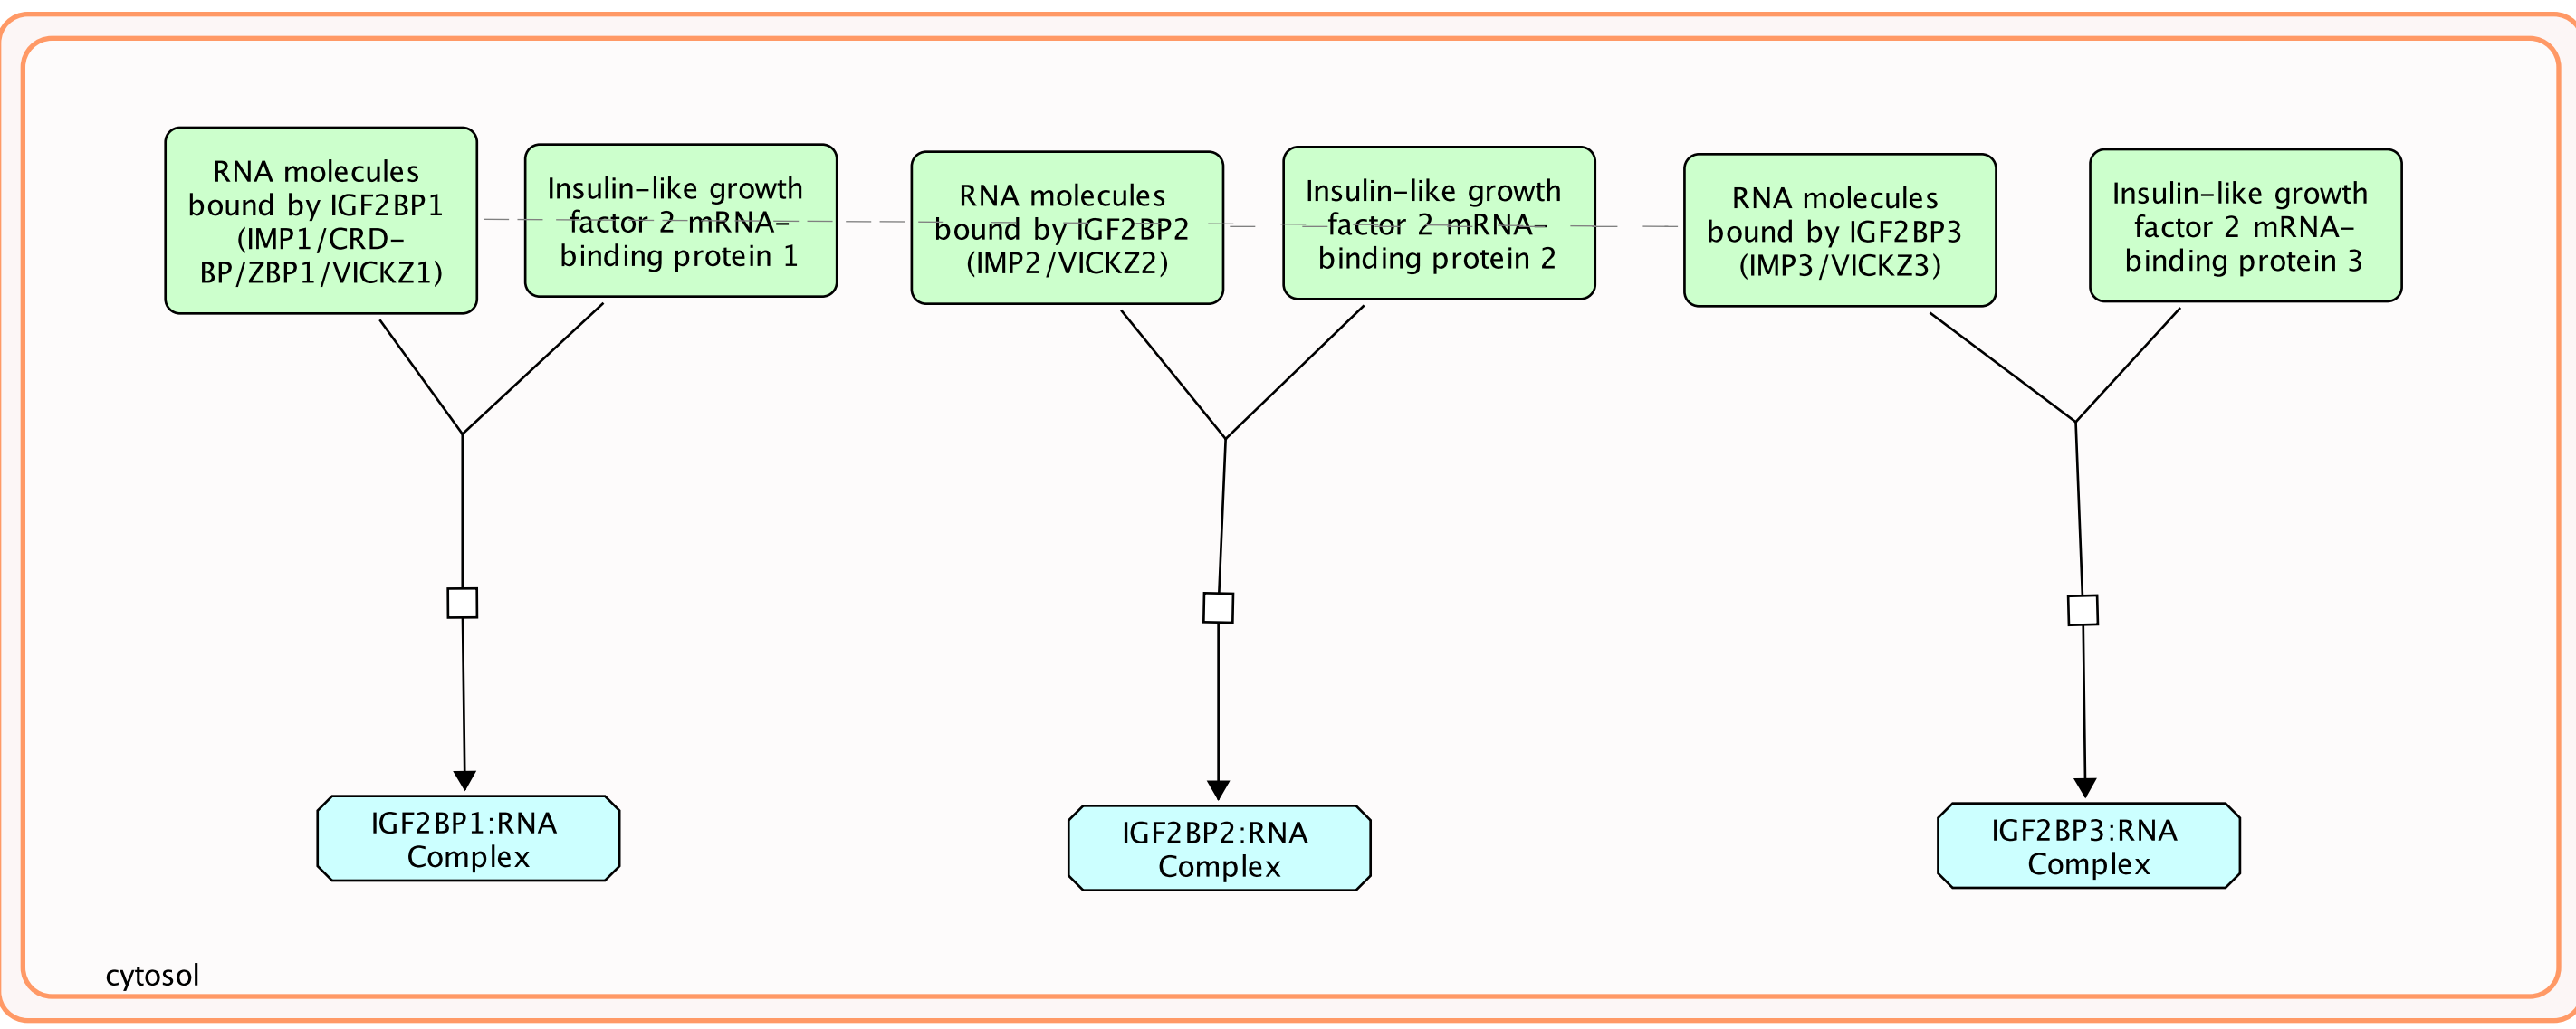 RNA molecules
bound by IGF2BP1
(IMP1/CRD-
BP/ZBP1/VICKZ1)
Insulin-like growth
factor 2 mRNA-
binding protein 1
RNA molecules
bound by IGF2BP2
(IMP2/VICKZ2)
Insulin-like growth
factor 2 mRNA-
binding protein 2
RNA molecules
bound by IGF2BP3
(IMP3/VICKZ3)
Insulin-like growth
factor 2 mRNA-
binding protein 3
IGF2BP1:RNA
Complex
IGF2BP2:RNA
Complex
IGF2BP3:RNA
Complex
cytosol